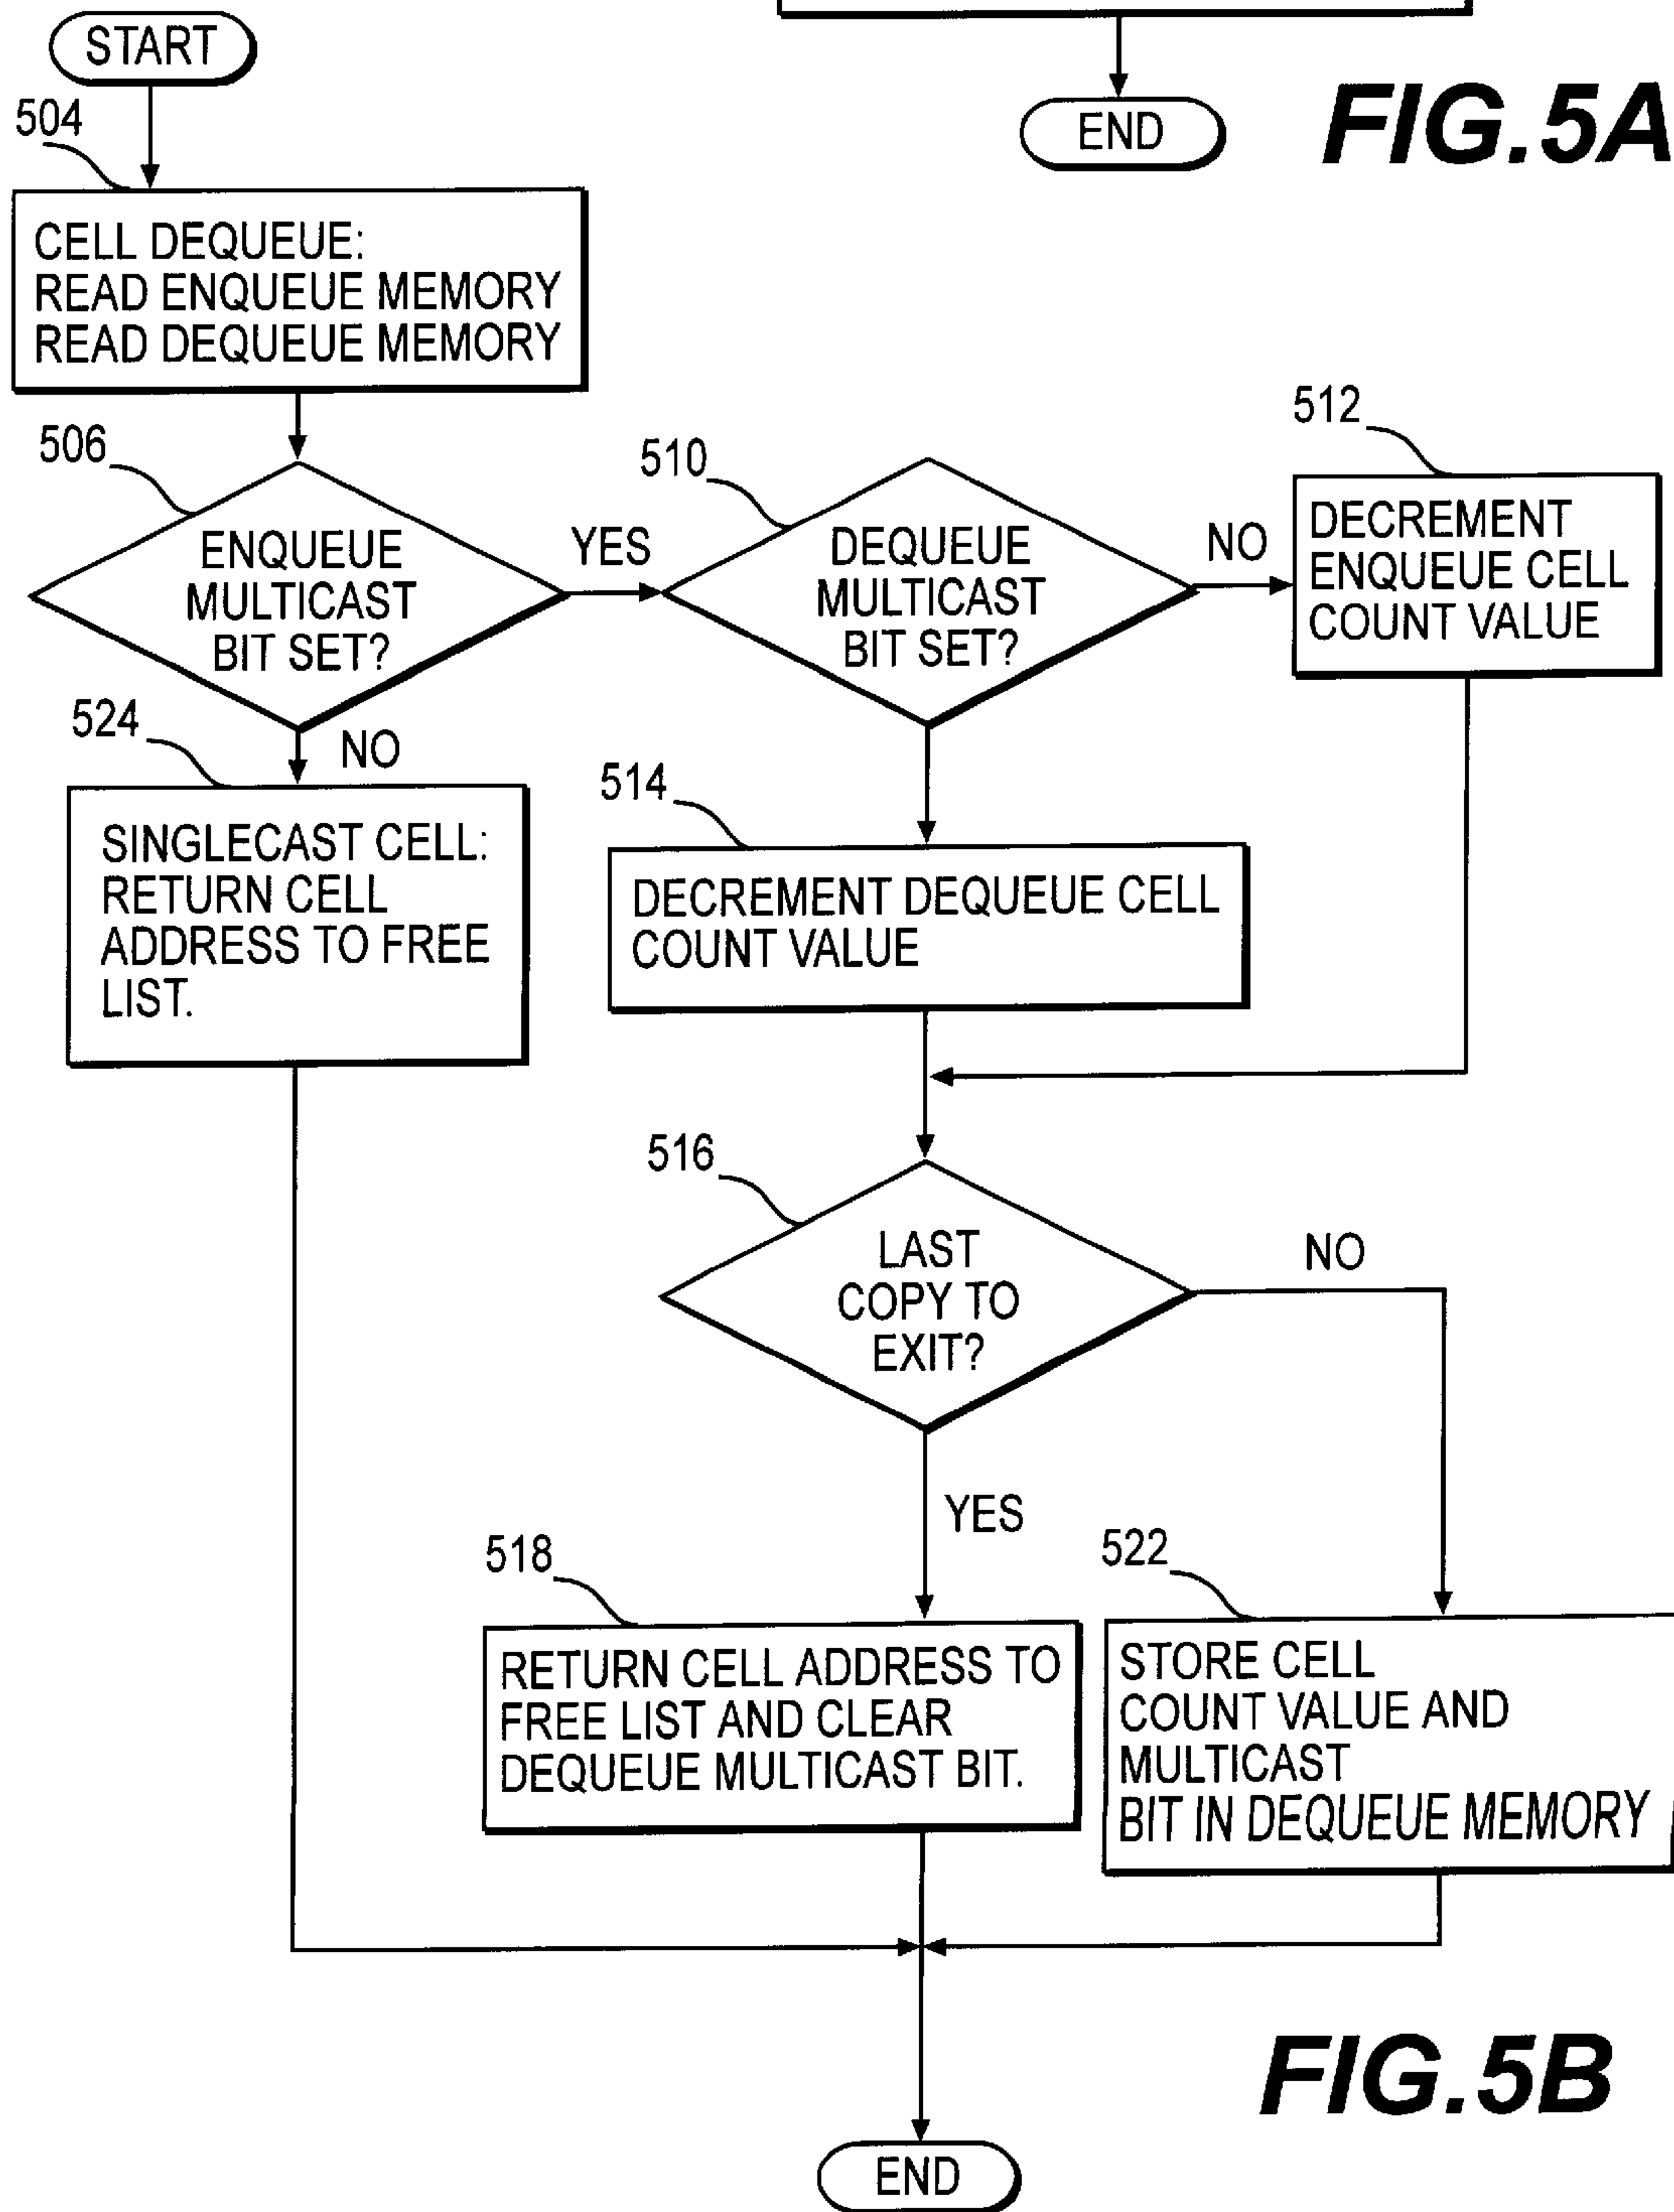 START
END
FIG.5A
504
CELL DEQUEUE:
READ ENQUEUE MEMORY
READ DEQUEUE MEMORY
506
ENQUEUE
MULTICAST
BIT SET?
YES
510
DEQUEUE
MULTICAST
BIT SET?
NO
512
DECREMENT
ENQUEUE CELL
COUNT VALUE
524
NO
SINGLECAST CELL:
RETURN CELL
ADDRESS TO FREE
LIST.
514
DECREMENT DEQUEUE CELL
COUNT VALUE
516
LAST
COPY TO
EXIT?
NO
YES
518
RETURN CELL ADDRESS TO
FREE LIST AND CLEAR
DEQUEUE MULTICAST BIT.
522
STORE CELL
COUNT VALUE AND
MULTICAST
BIT IN DEQUEUE MEMORY
FIG.5B
END